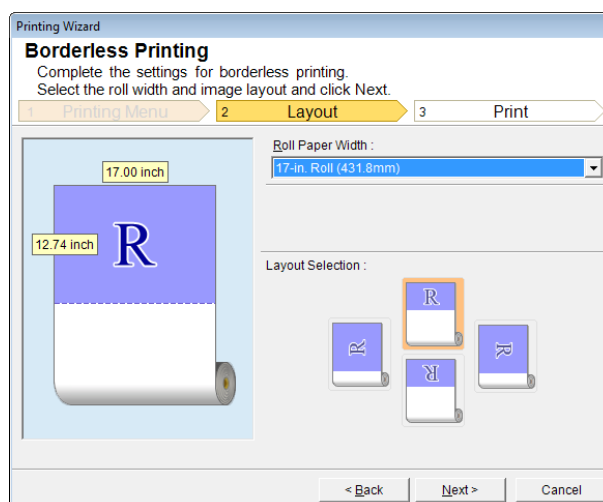 Printing Wizard
Borderless Printing
Complete the settings for borderless printing.
Select the roll width and image layout and click Next.
1 Printing Menu 2 Layout 3 Print
Roll Paper Width :
17-in. Roll (431.8mm)
17.00 inch
12.74 inch
R
Layout Selection :
R
R
R
R
< Back Next > Cancel